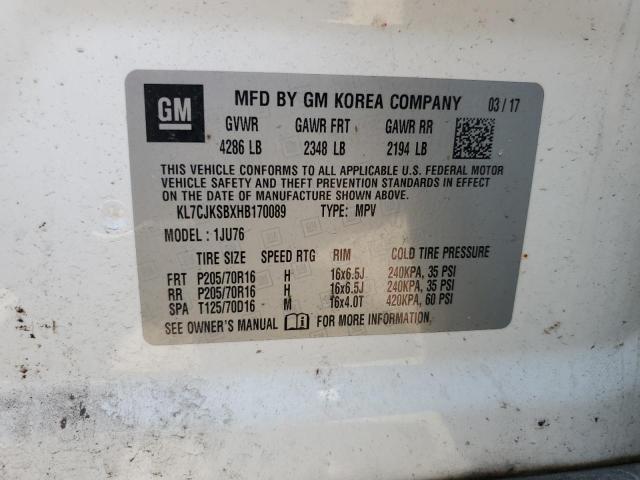 GM MFD BY GM KOREA COMPANY 03/17
GVWR GAWR FRT GAWR RR
4286 LB 2348 LB 2194 LB
THIS VEHICLE CONFORMS TO ALL APPLICABLE U.S. FEDERAL MOTOR
VEHICLE SAFETY AND THEFT PREVENTION STANDARDS IN EFFECT
ON THE DATE OF MANUFACTURE SHOWN ABOVE.
KL7CJKSBXHB170089 TYPE: MPV
MODEL: 1JU76
TIRE SIZE SPEED RTG RIM COLD TIRE PRESSURE
FRT P205/70R16 H 16x6.5J 240KPA, 35 PSI
RR P205/70R16 H 16x6.5J 240KPA, 35 PSI
SPA T125/70D16 M 16x4.0T 420KPA, 60 PSI
SEE OWNER'S MANUAL FOR MORE INFORMATION.